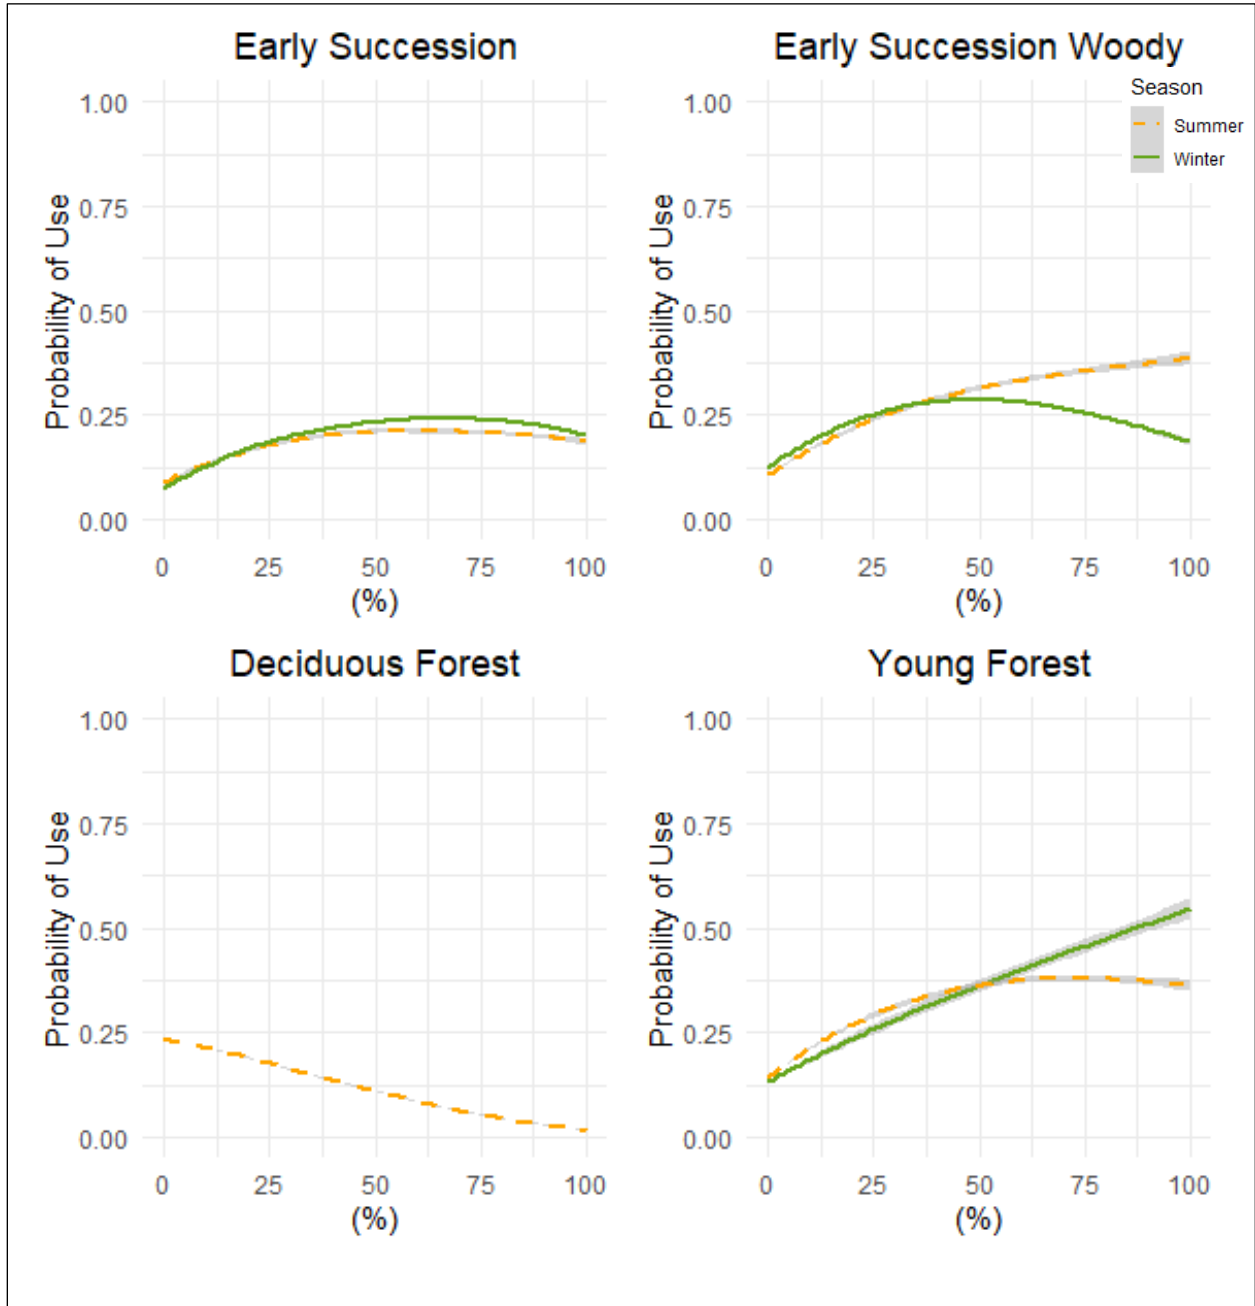 Early Succession
Probability of Use
1.00
0.75
0.50
0.25
0.00
0 25 50 75 100
(%)
Early Succession Woody
Season
Summer
Winter
Probability of Use
1.00
0.75
0.50
0.25
0.00
0 25 50 75 100
(%)
Deciduous Forest
Probability of Use
1.00
0.75
0.50
0.25
0.00
0 25 50 75 100
(%)
Young Forest
Probability of Use
1.00
0.75
0.50
0.25
0.00
0 25 50 75 100
(%)